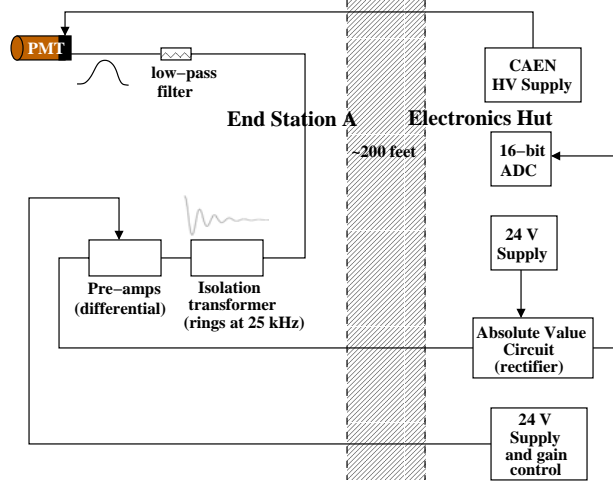 PMT
low−pass
filter
CAEN
HV Supply
End Station A
Electronics Hut
~200 feet
16−bit
ADC
24 V
Supply
Pre−amps
(differential)
Isolation
transformer
(rings at 25 kHz)
Absolute Value
Circuit
(rectifier)
24 V
Supply
and gain
control